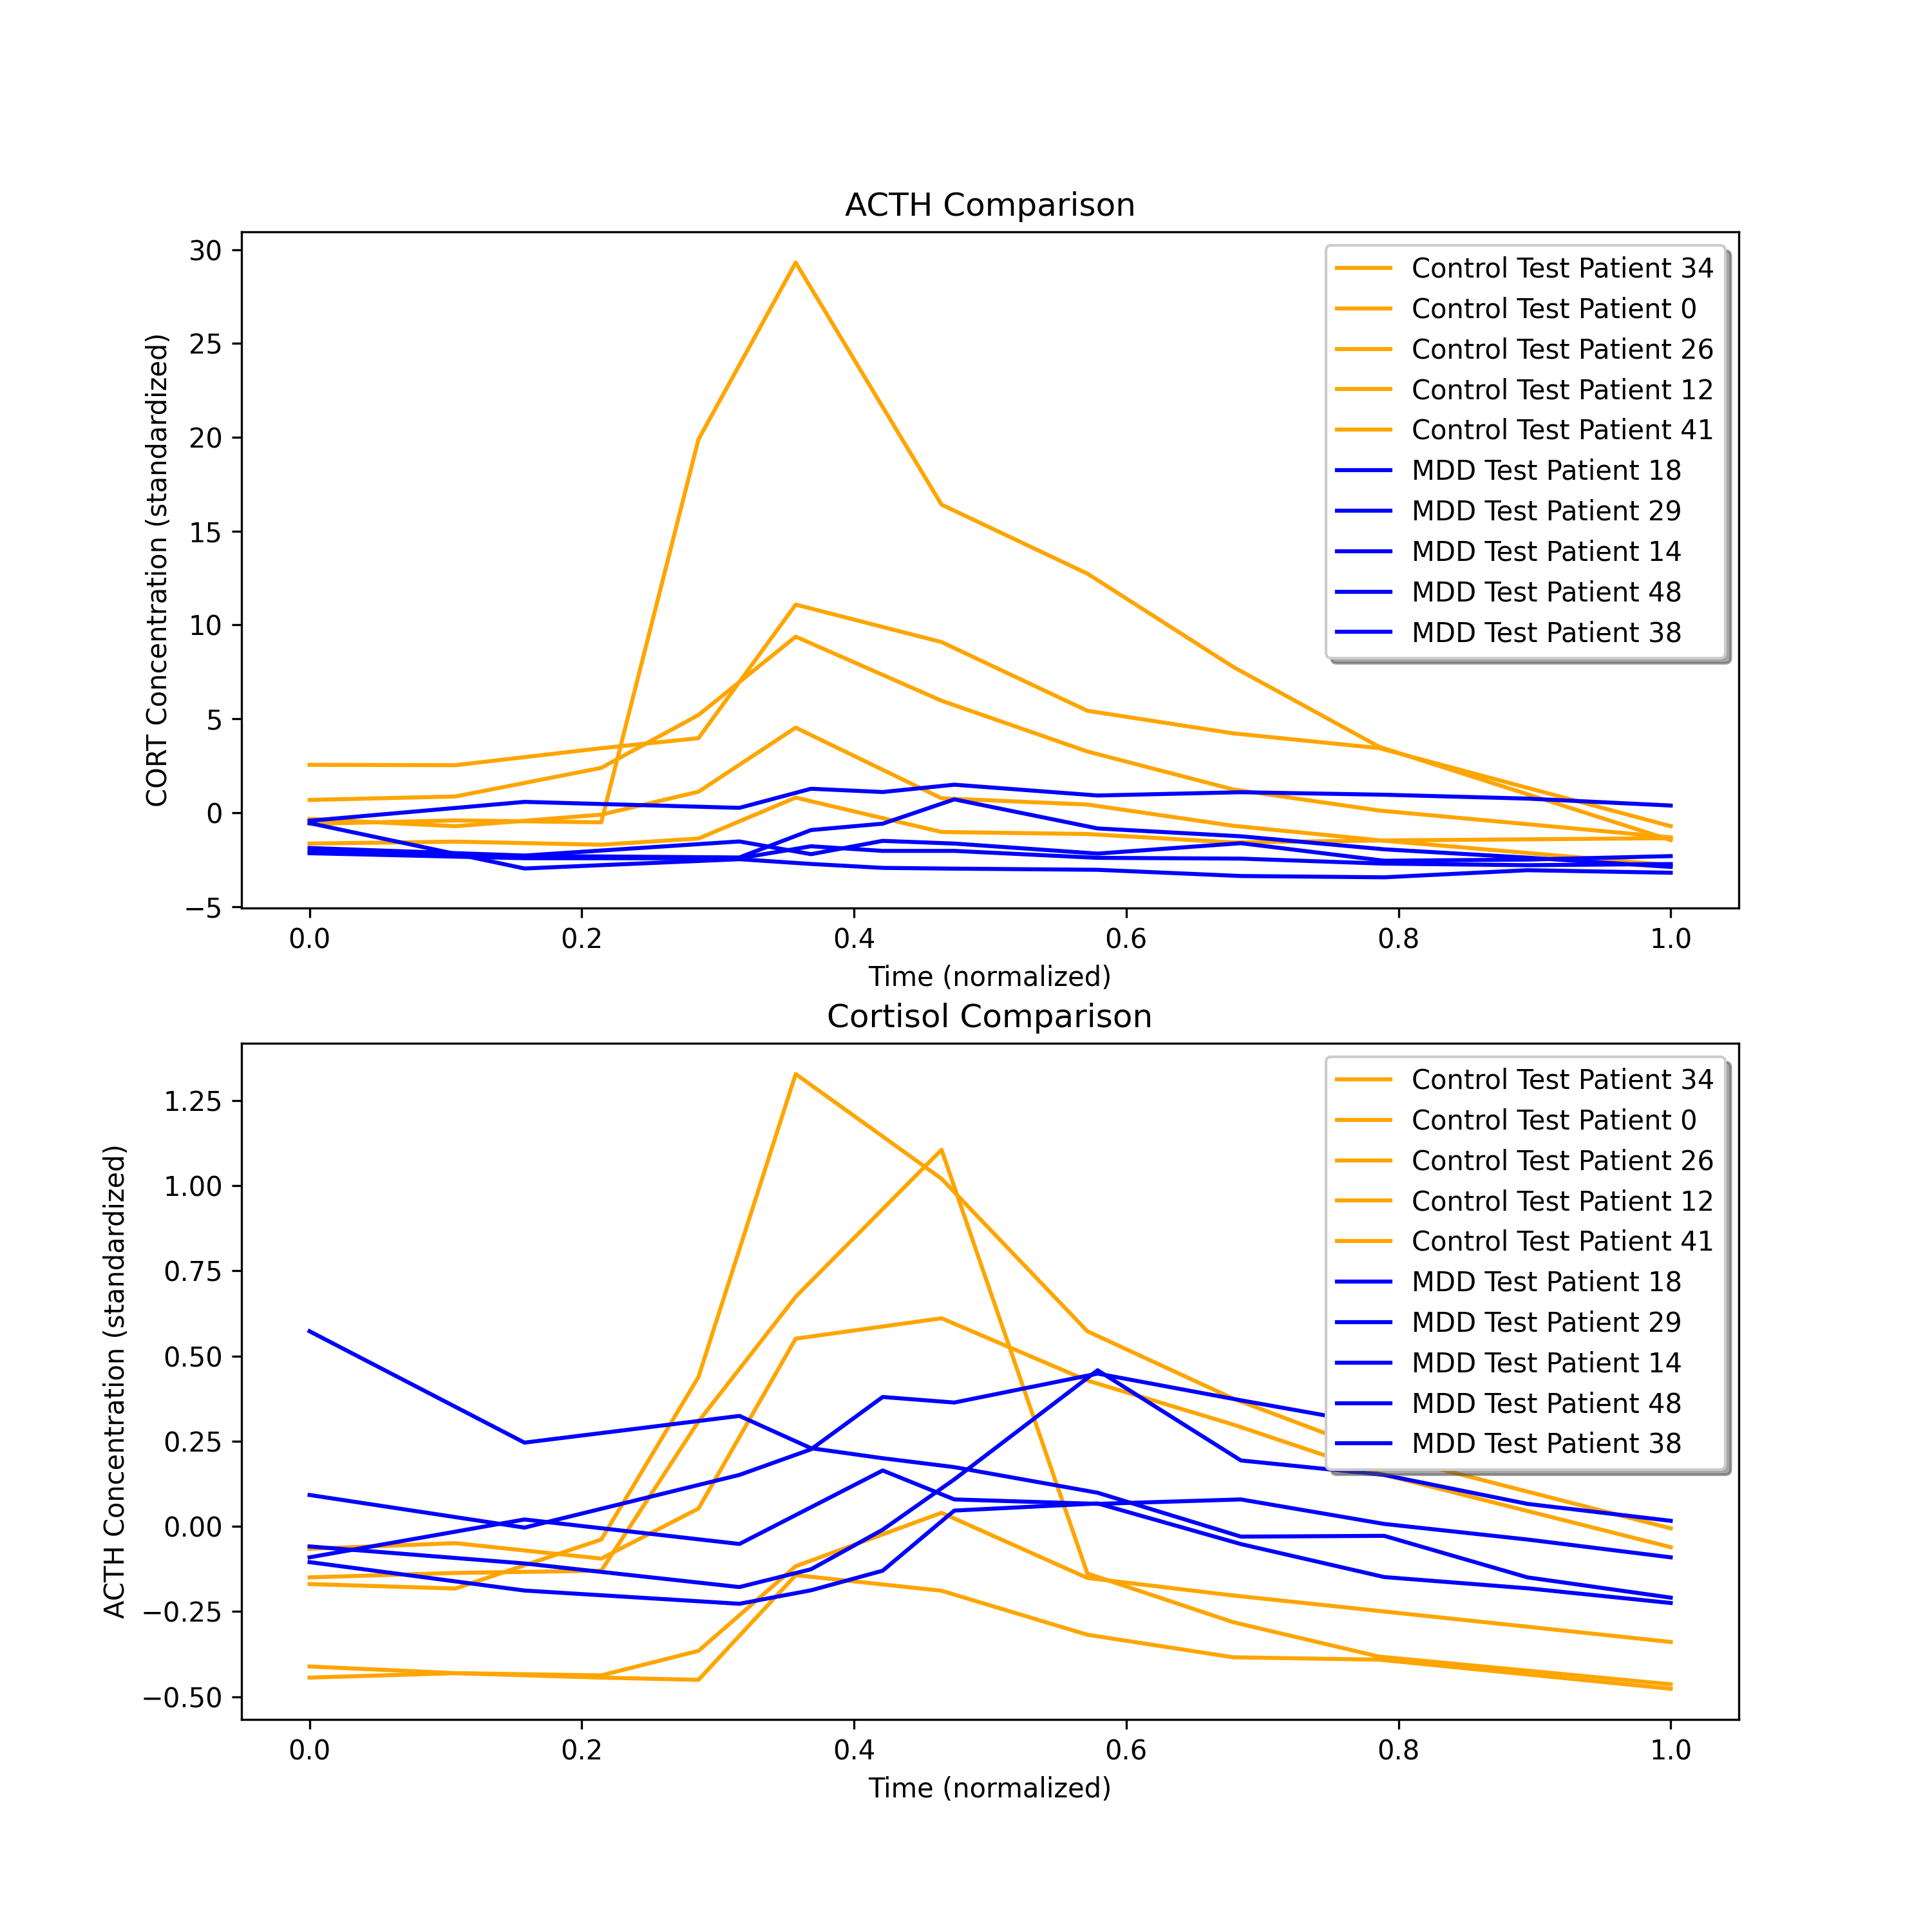 ACTH Comparison
30
25
20
15
10
5
0
−5
CORT Concentration (standardized)
Control Test Patient 34
Control Test Patient 0
Control Test Patient 26
Control Test Patient 12
Control Test Patient 41
MDD Test Patient 18
MDD Test Patient 29
MDD Test Patient 14
MDD Test Patient 48
MDD Test Patient 38
0.0 0.2 0.4 0.6 0.8 1.0
Time (normalized)
Cortisol Comparison
1.25
1.00
0.75
0.50
0.25
0.00
−0.25
−0.50
ACTH Concentration (standardized)
Control Test Patient 34
Control Test Patient 0
Control Test Patient 26
Control Test Patient 12
Control Test Patient 41
MDD Test Patient 18
MDD Test Patient 29
MDD Test Patient 14
MDD Test Patient 48
MDD Test Patient 38
0.0 0.2 0.4 0.6 0.8 1.0
Time (normalized)